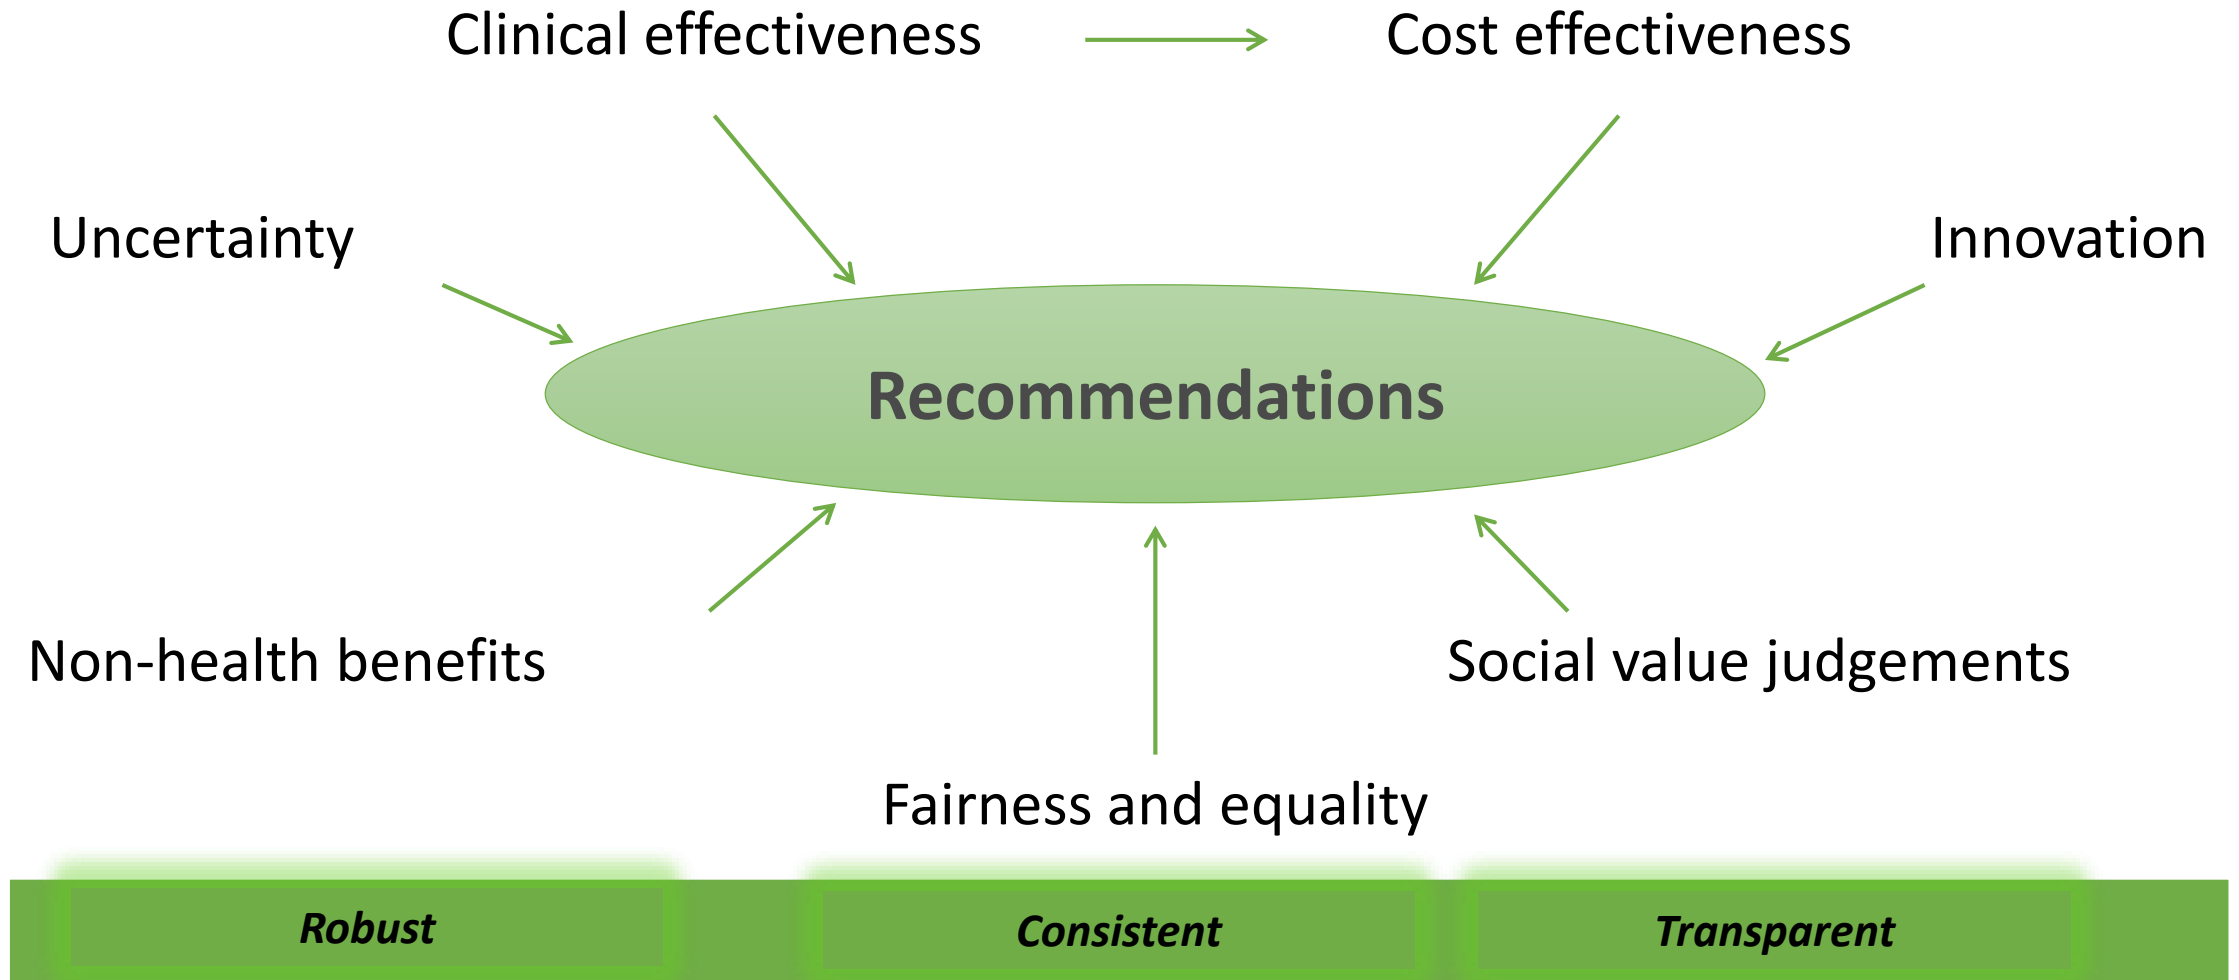 Clinical effectiveness
Cost effectiveness
Uncertainty
Innovation
Recommendations
Non-health benefits
Social value judgements
Fairness and equality
Robust
Consistent
Transparent